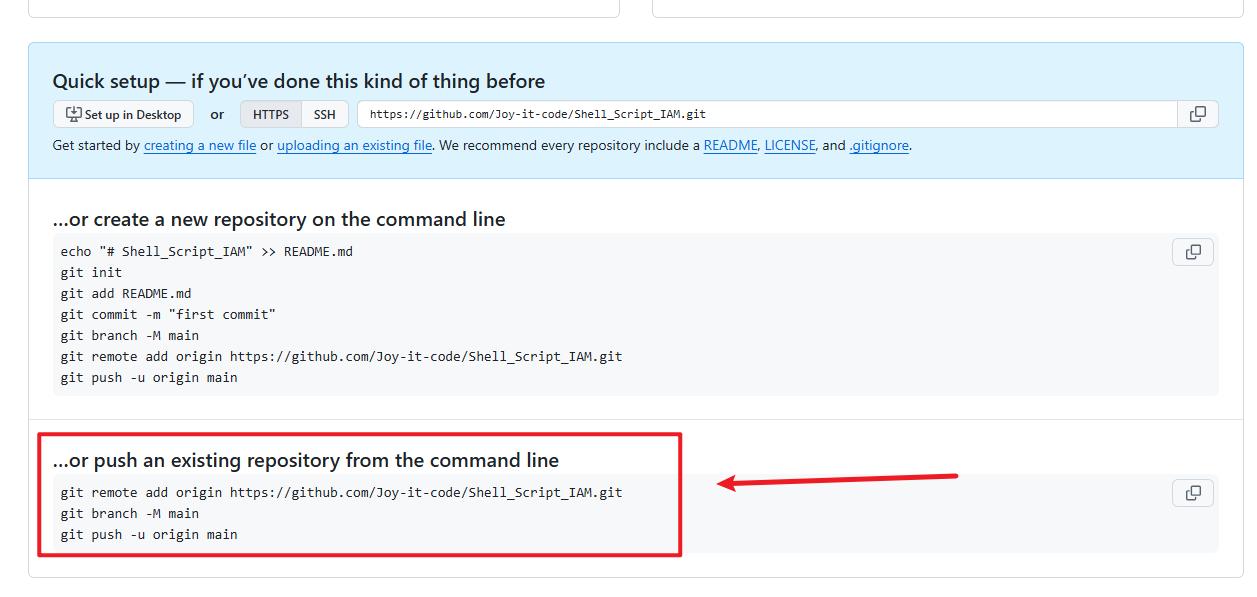 Quick setup — if you’ve done this kind of thing before
Set up in Desktop or HTTPS SSH https://github.com/Joy-it-code/Shell_Script_IAM.git
Get started by creating a new file or uploading an existing file. We recommend every repository include a README, LICENSE, and .gitignore.
…or create a new repository on the command line
echo "# Shell_Script_IAM" >> README.md
git init
git add README.md
git commit -m "first commit"
git branch -M main
git remote add origin https://github.com/Joy-it-code/Shell_Script_IAM.git
git push -u origin main
…or push an existing repository from the command line
git remote add origin https://github.com/Joy-it-code/Shell_Script_IAM.git
git branch -M main
git push -u origin main